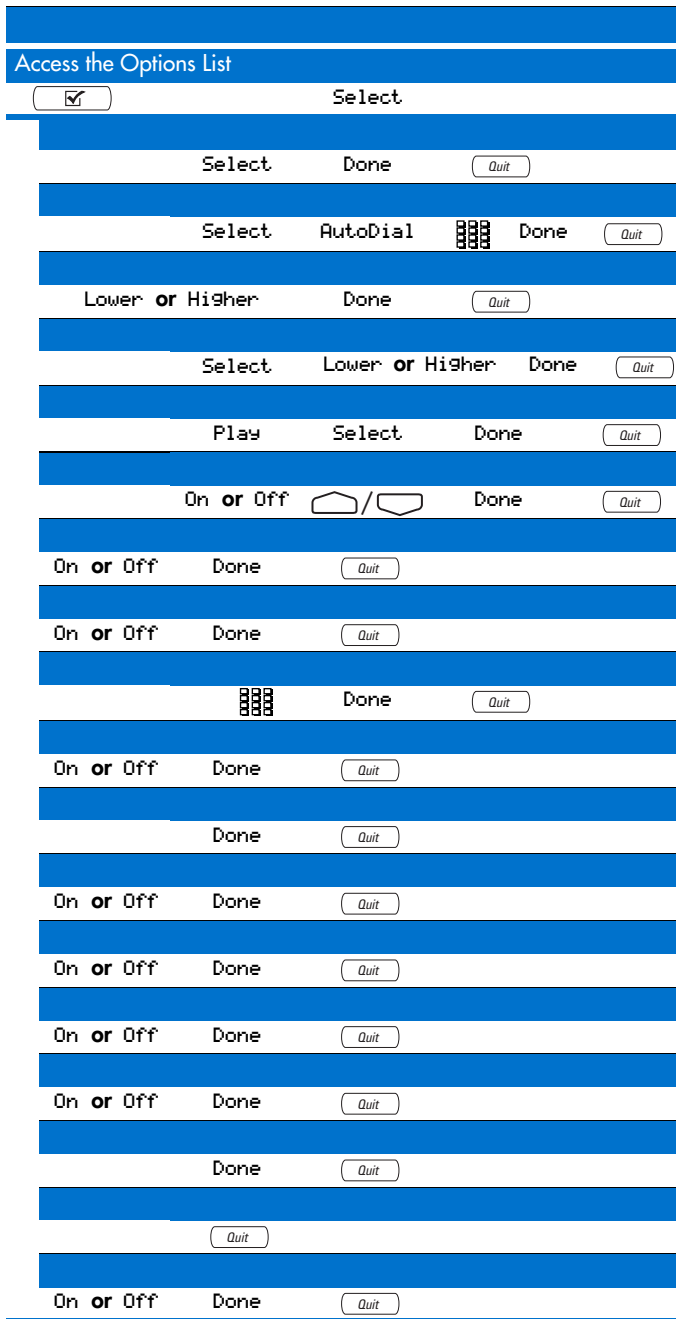 Access the Options List
Select
Select Done Quit
Select AutoDial Done Quit
Lower or Higher Done Quit
Select Lower or Higher Done Quit
Play Select Done Quit
On or Off / Done Quit
On or Off Done Quit
On or Off Done Quit
Done Quit
On or Off Done Quit
Done Quit
On or Off Done Quit
On or Off Done Quit
On or Off Done Quit
On or Off Done Quit
Done Quit
Quit
On or Off Done Quit